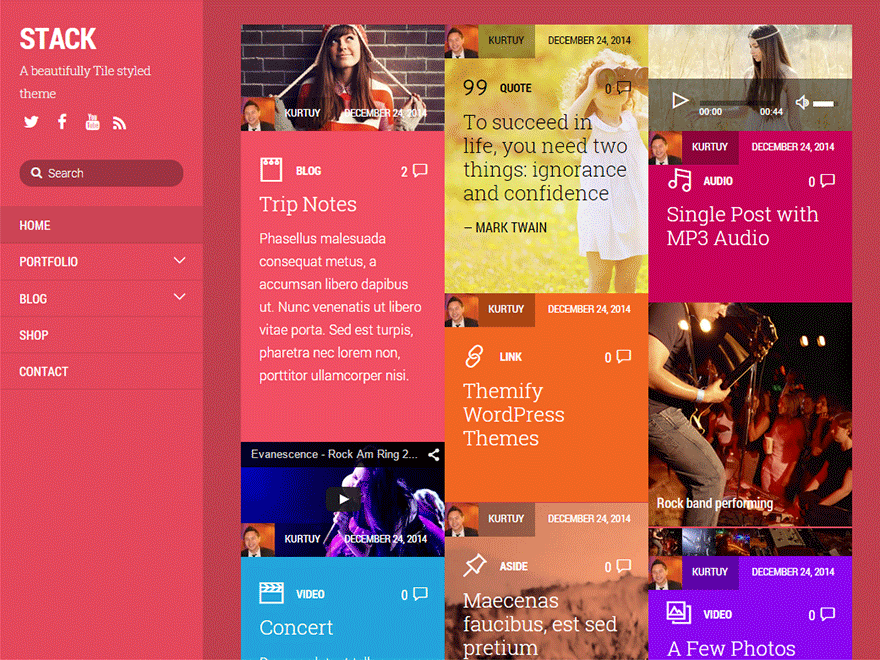 STACK
A beautifully Tile styled
theme
Search
HOME
PORTFOLIO
BLOG
SHOP
CONTACT
KURTUY DECEMBER 24, 2014
BLOG 2
Trip Notes
Phasellus malesuada
consequat metus, a
accumsan libero dapibus
ut. Nunc venenatis ut libero
vitae porta. Sed est turpis,
pharetra nec lorem non,
porttitor ullamcorper nisi.
Evanescence - Rock Am Ring 2...
KURTUY DECEMBER 24, 2014
VIDEO 0
Concert
KURTUY DECEMBER 24, 2014
QUOTE 0
To succeed in
life, you need two
things: ignorance
and confidence
– MARK TWAIN
KURTUY DECEMBER 24, 2014
LINK 0
Themify
WordPress
Themes
KURTUY DECEMBER 24, 2014
ASIDE 0
Maecenas
faucibus, est sed
pretium
00:00 00:44
KURTUY DECEMBER 24, 2014
AUDIO 0
Single Post with
MP3 Audio
Rock band performing
KURTUY DECEMBER 24, 2014
VIDEO 0
A Few Photos